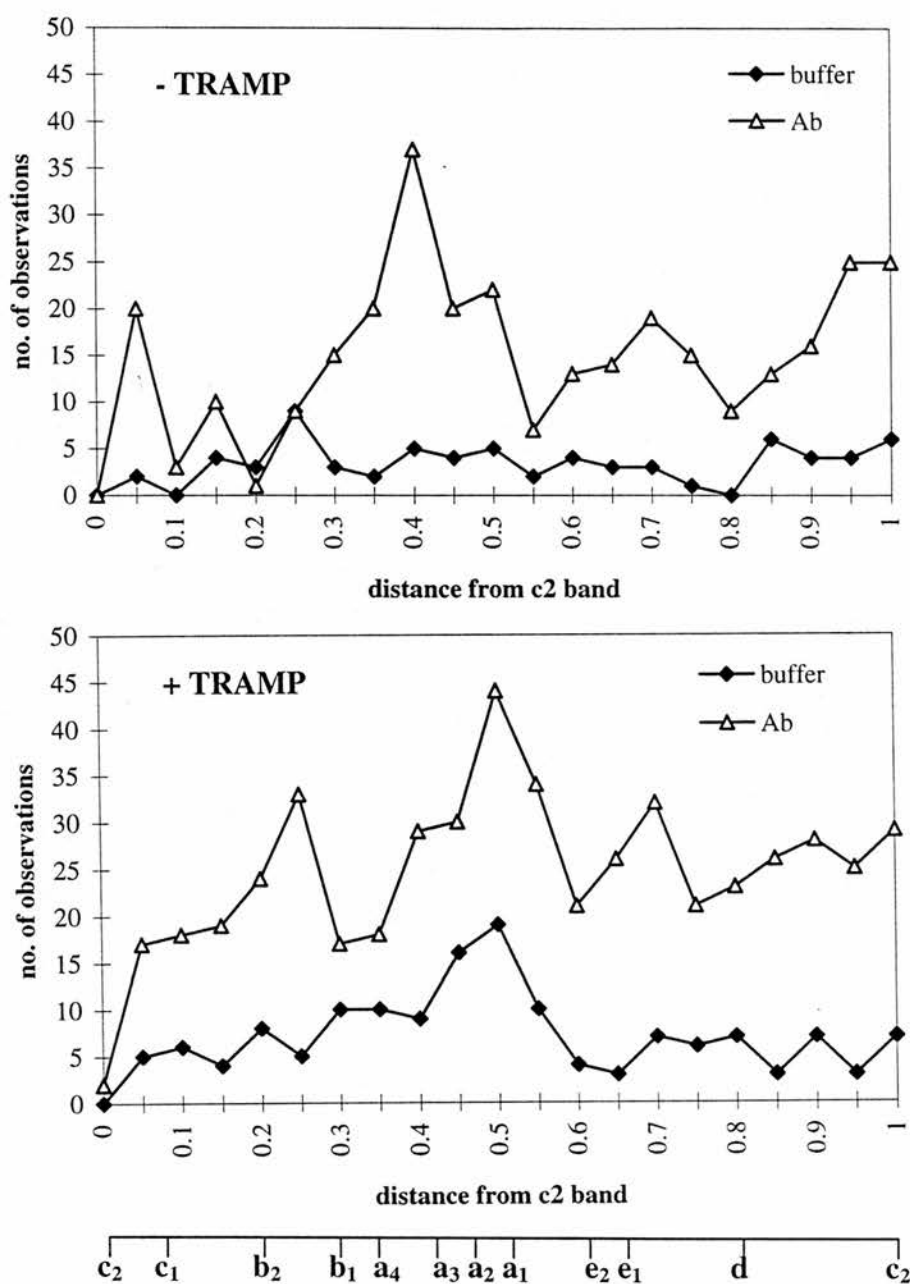 50
45
40
35
30
25
20
15
10
5
0
no. of observations
- TRAMP
buffer
Ab
0 0.1 0.2 0.3 0.4 0.5 0.6 0.7 0.8 0.9 1
distance from c2 band
50
45
40
35
30
25
20
15
10
5
0
no. of observations
+ TRAMP
buffer
Ab
0 0.1 0.2 0.3 0.4 0.5 0.6 0.7 0.8 0.9 1
distance from c2 band
c₂ c₁ b₂ b₁ a₄ a₃ a₂ a₁ e₂ e₁ d c₂